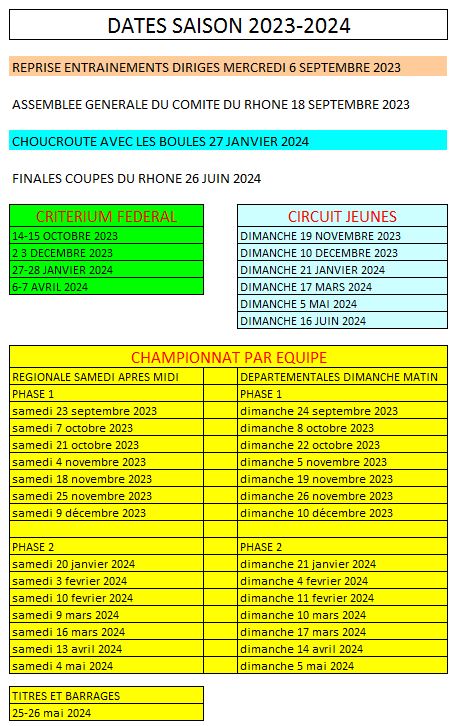 DATES SAISON 2023-2024
REPRISE ENTRAINEMENTS DIRIGES MERCREDI 6 SEPTEMBRE 2023
ASSEMBLEE GENERALE DU COMITE DU RHONE 18 SEPTEMBRE 2023
CHOUCROUTE AVEC LES BOULES 27 JANVIER 2024
FINALES COUPES DU RHONE 26 JUIN 2024
CRITERIUM FEDERAL
14-15 OCTOBRE 2023
2 3 DECEMBRE 2023
27-28 JANVIER 2024
6-7 AVRIL 2024
CIRCUIT JEUNES
DIMANCHE 19 NOVEMBRE 2023
DIMANCHE 10 DECEMBRE 2023
DIMANCHE 21 JANVIER 2024
DIMANCHE 17 MARS 2024
DIMANCHE 5 MAI 2024
DIMANCHE 16 JUIN 2024
CHAMPIONNAT PAR EQUIPE
REGIONALE SAMEDI APRES MIDI DEPARTEMENTALES DIMANCHE MATIN
PHASE 1 PHASE 1
samedi 23 septembre 2023 dimanche 24 septembre 2023
samedi 7 octobre 2023 dimanche 8 octobre 2023
samedi 21 octobre 2023 dimanche 22 octobre 2023
samedi 4 novembre 2023 dimanche 5 novembre 2023
samedi 18 novembre 2023 dimanche 19 novembre 2023
samedi 25 novembre 2023 dimanche 26 novembre 2023
samedi 9 décembre 2023 dimanche 10 décembre 2023
PHASE 2 PHASE 2
samedi 20 janvier 2024 dimanche 21 janvier 2024
samedi 3 fevrier 2024 dimanche 4 fevrier 2024
samedi 10 fevrier 2024 dimanche 11 fevrier 2024
samedi 9 mars 2024 dimanche 10 mars 2024
samedi 16 mars 2024 dimanche 17 mars 2024
samedi 13 avril 2024 dimanche 14 avril 2024
samedi 4 mai 2024 dimanche 5 mai 2024
TITRES ET BARRAGES
25-26 mai 2024